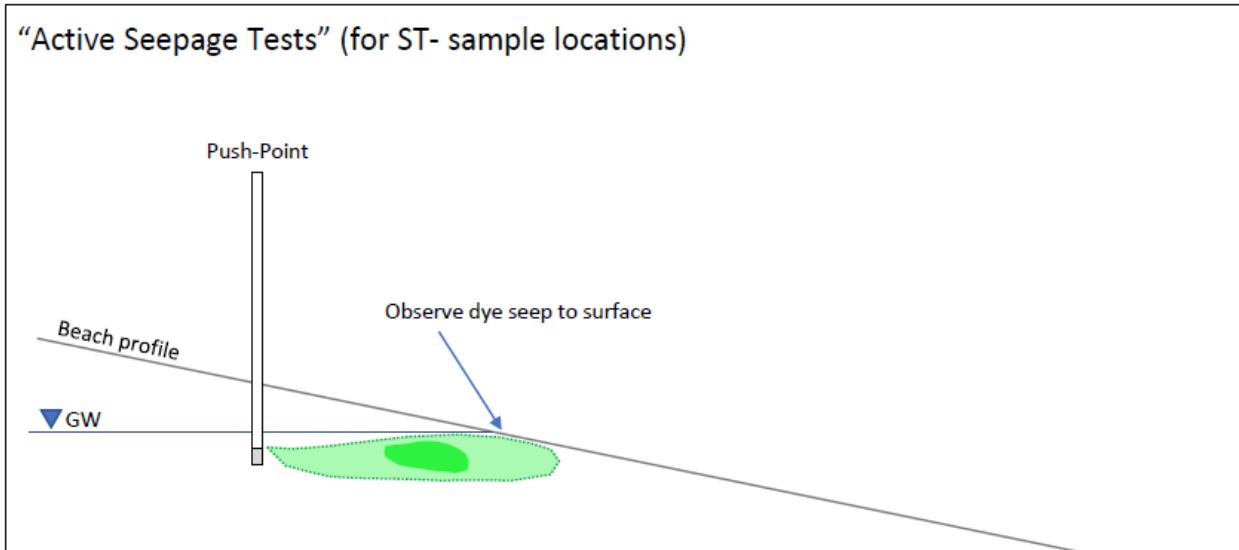 “Active Seepage Tests” (for ST- sample locations)
Push-Point
Observe dye seep to surface
Beach profile
GW